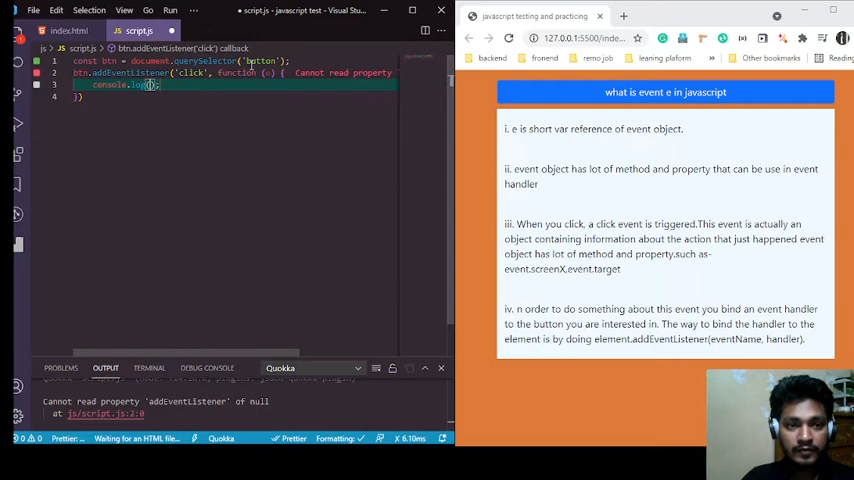 File Edit Selection View Go Run ● script.js - javascript test - Visual Stu...
index.html script.js
js > script.js > btn.addEventListener('click') callback
1 const btn = document.querySelector('button');
2 btn.addEventListener('click', function (e) { Cannot read property
3 console.log();
4 })
PROBLEMS OUTPUT TERMINAL DEBUG CONSOLE Quokka
Cannot read property 'addEventListener' of null
at js/script.js:2:0
Prettier: Waiting for an HTML file... Quokka Prettier Formatting: ✓ X 6.10ms
javascript testing and practicing
127.0.0.1:5500/inde...
backend fronend remo job leaning plaform » Other bookmarks Reading list
what is event e in javascript
i. e is short var reference of event object.
ii. event object has lot of method and property that can be use in event
handler
iii. When you click, a click event is triggered.This event is actually an
object containing information about the action that just happened event
object has lot of method and property.such as-
event.screenX,event.target
iv. n order to do something about this event you bind an event handler
to the button you are interested in. The way to bind the handler to the
element is by doing element.addEventListener(eventName, handler).